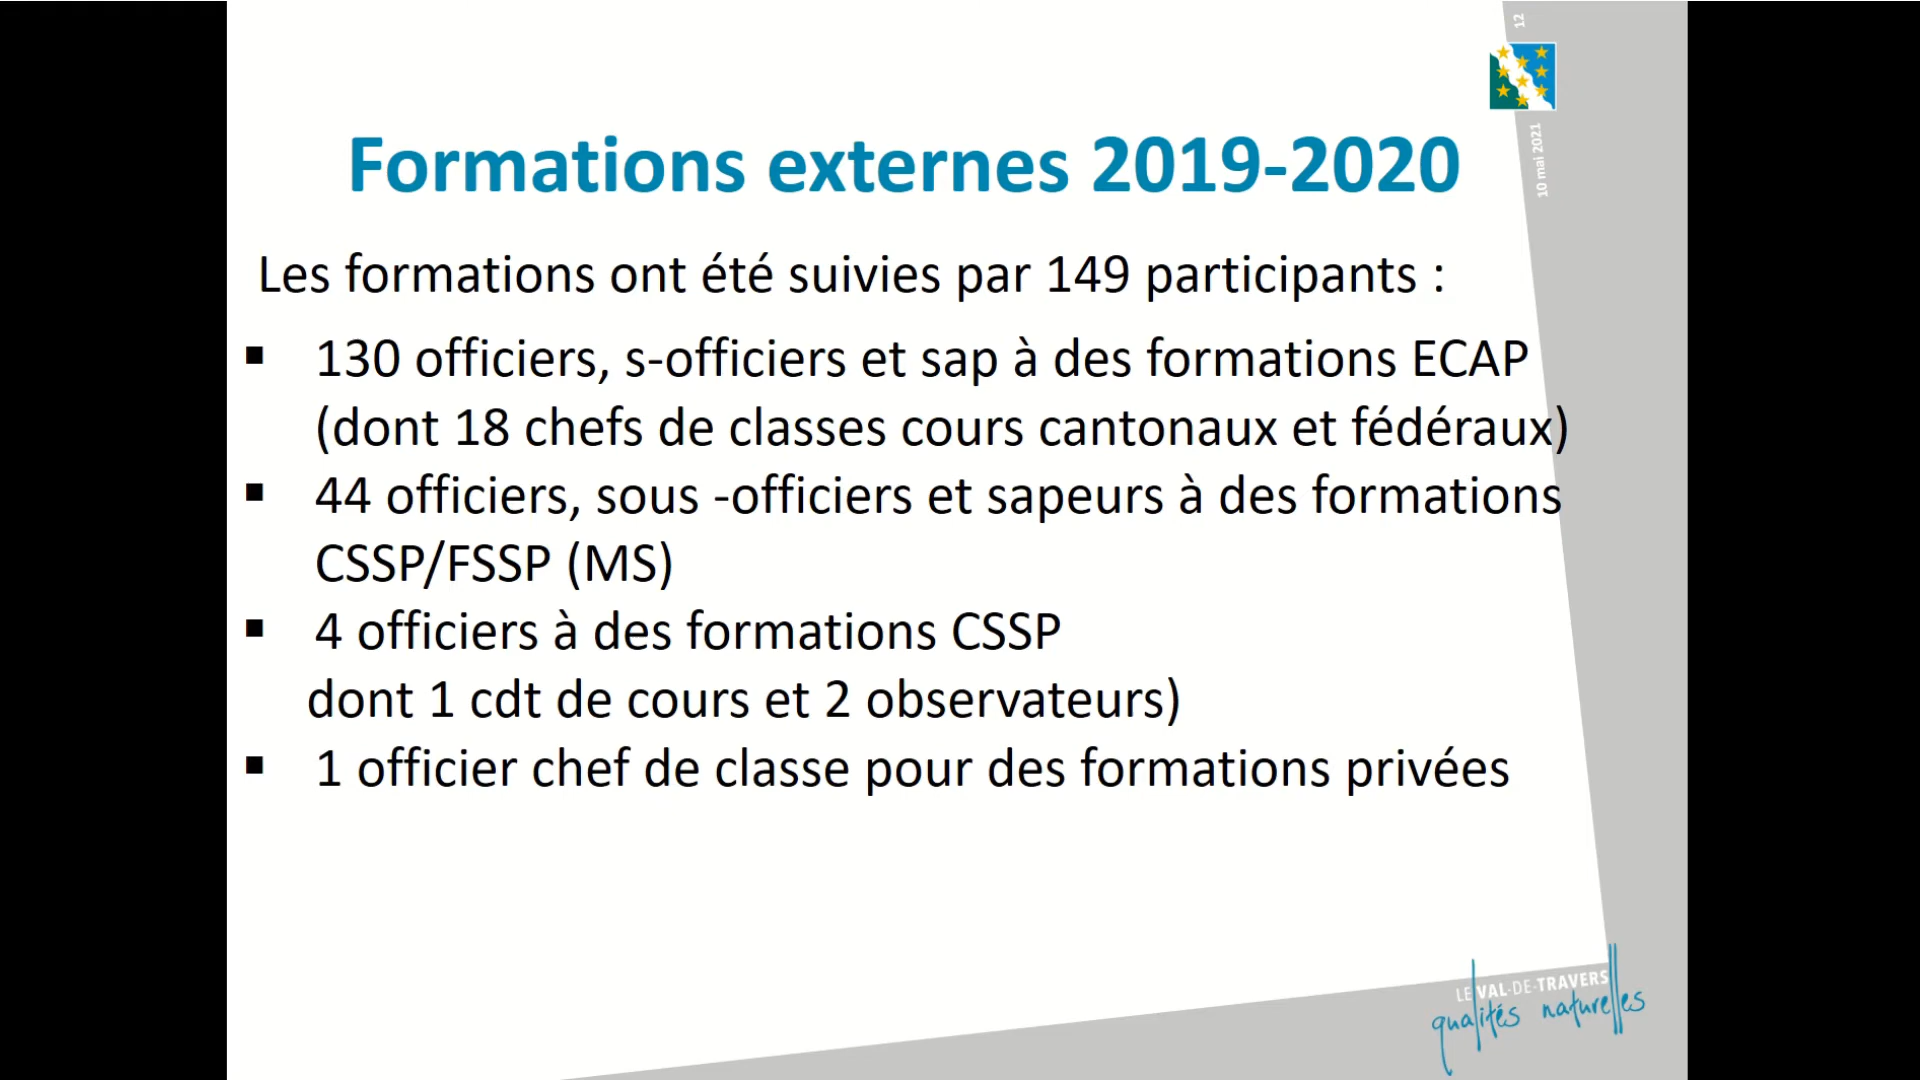 12
10 mai 2021
Formations externes 2019-2020
Les formations ont été suivies par 149 participants :
▪ 130 officiers, s-officiers et sap à des formations ECAP
(dont 18 chefs de classes cours cantonaux et fédéraux)
▪ 44 officiers, sous -officiers et sapeurs à des formations
CSSP/FSSP (MS)
▪ 4 officiers à des formations CSSP
dont 1 cdt de cours et 2 observateurs)
▪ 1 officier chef de classe pour des formations privées
LE VAL-DE-TRAVERS
qualités naturelles